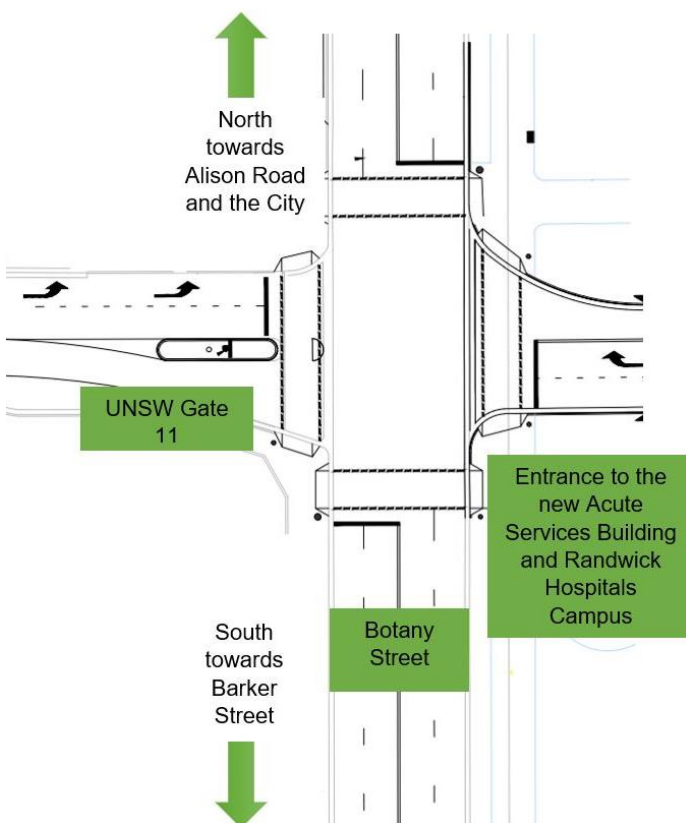 North
towards
Alison Road
and the City
UNSW Gate
11
Entrance to the
new Acute
Services Building
and Randwick
Hospitals
Campus
South
towards
Barker
Street
Botany
Street